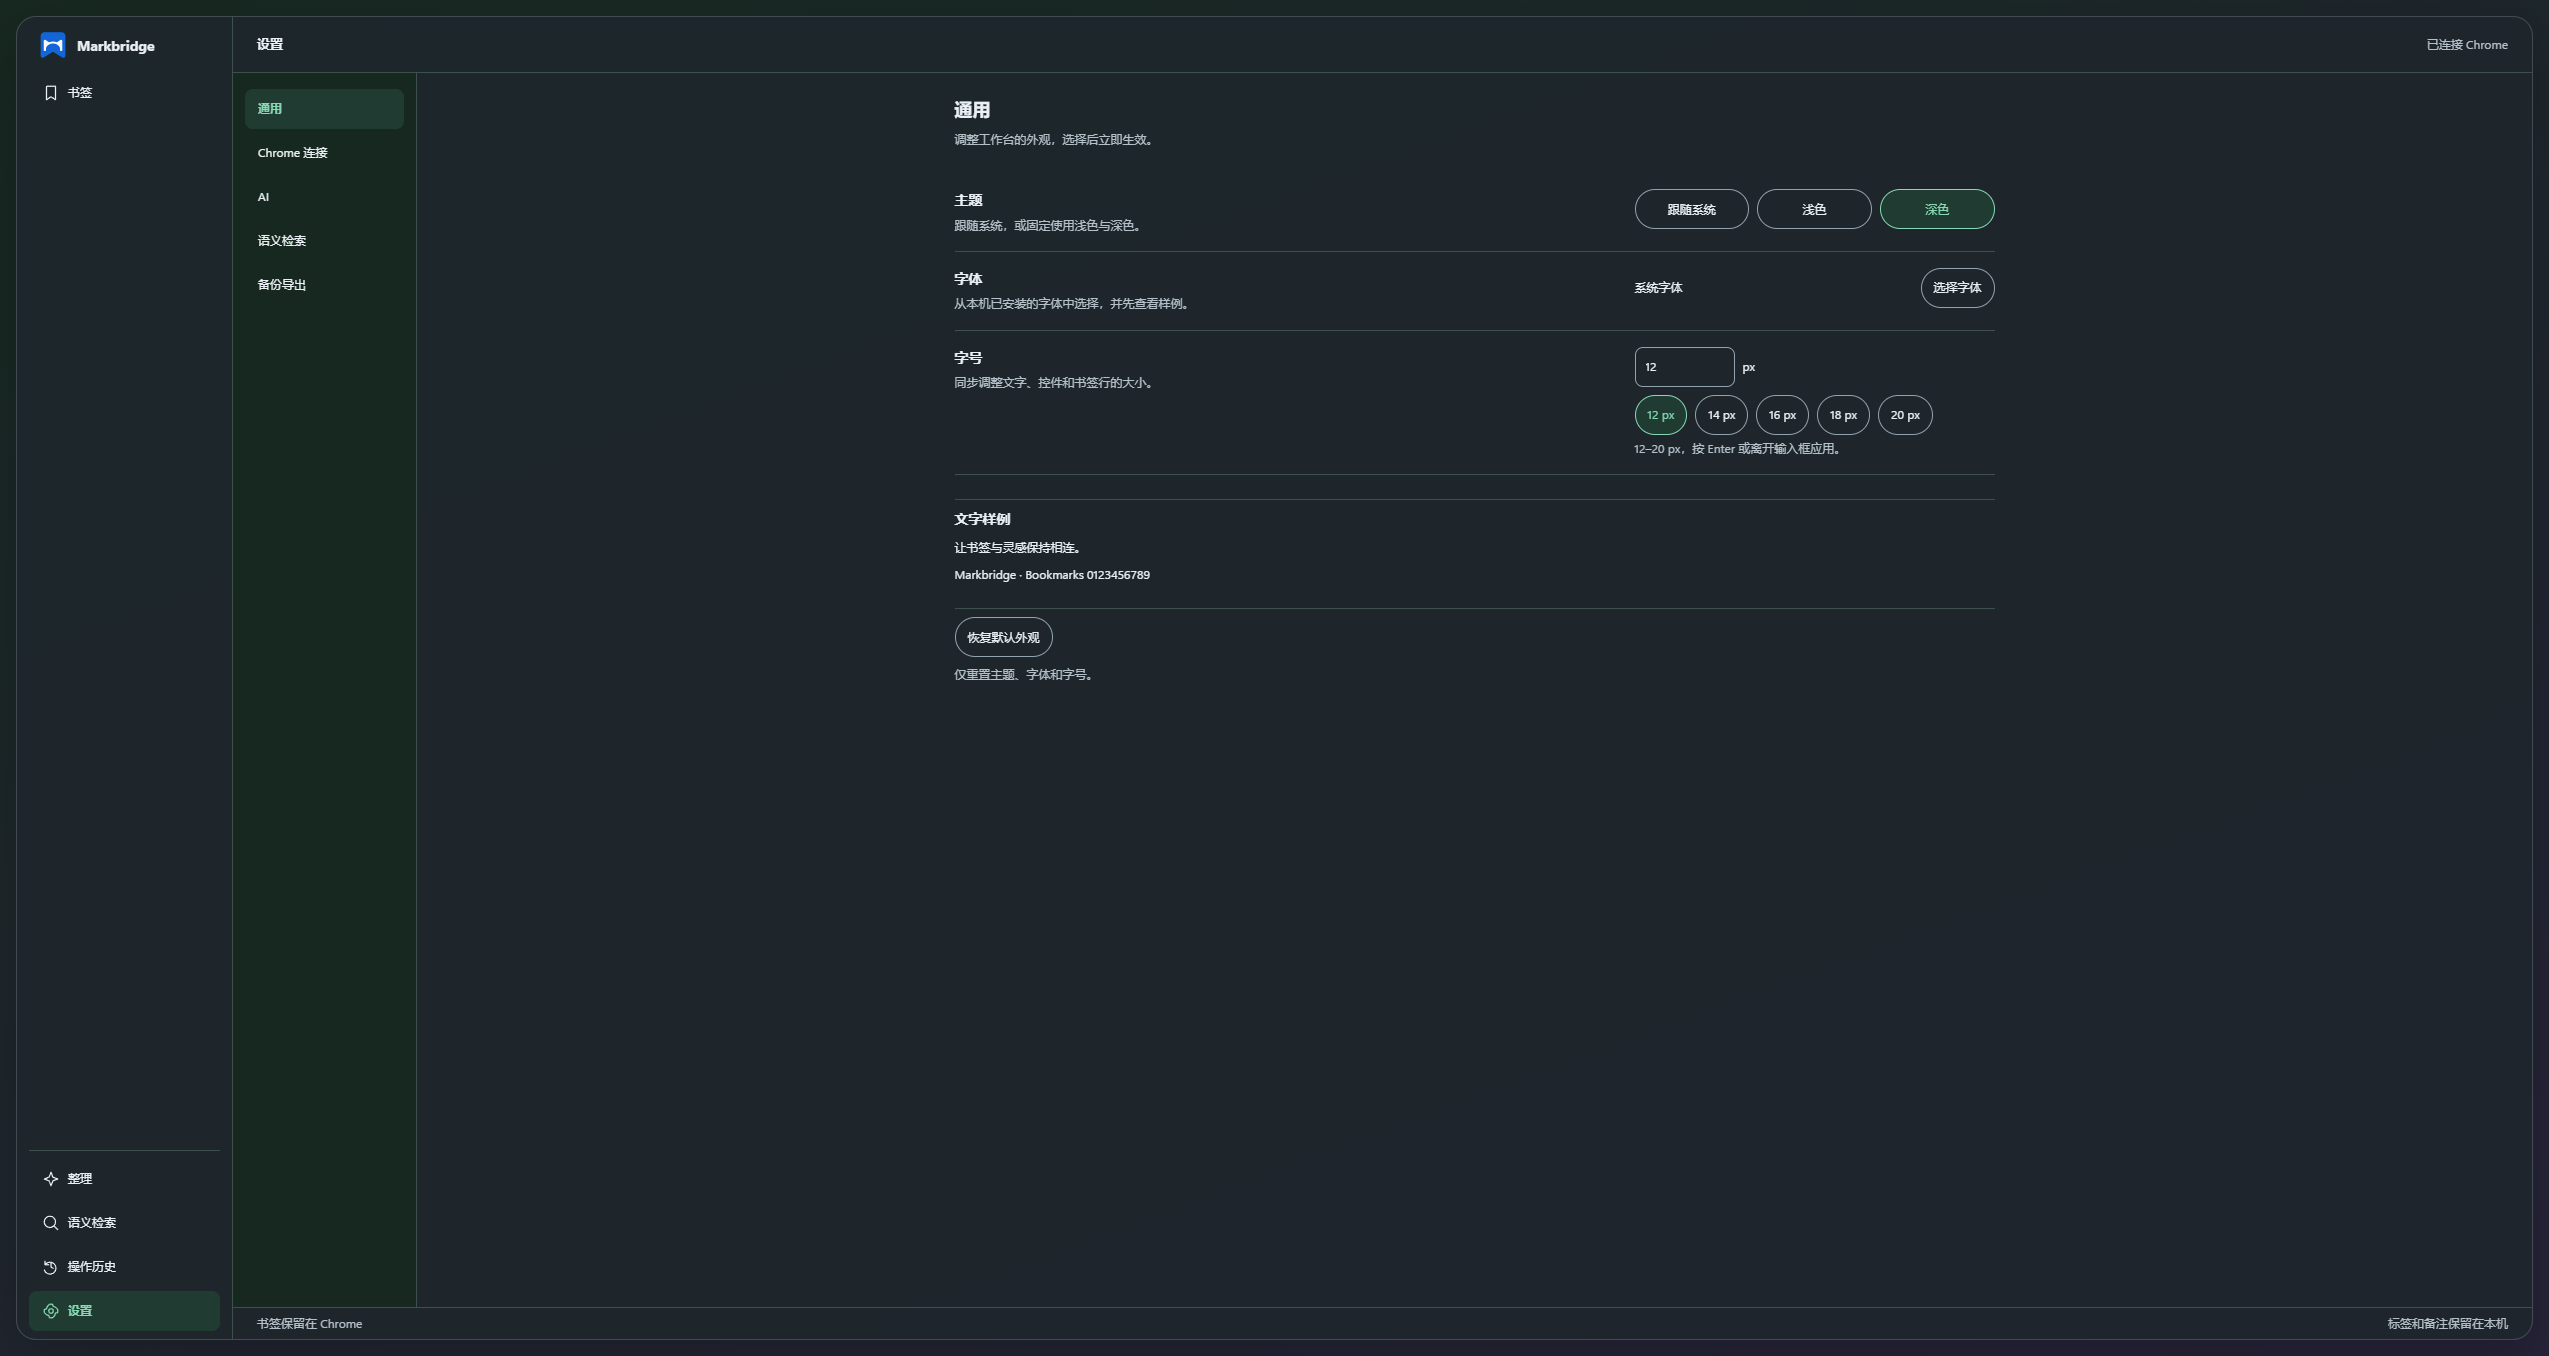 Markbridge
书签
整理
语义检索
操作历史
设置
设置
已连接 Chrome
通用
Chrome 连接
AI
语义检索
备份导出
通用
调整工作台的外观，选择后立即生效。
主题
跟随系统，或固定使用浅色与深色。
跟随系统 浅色 深色
字体
从本机已安装的字体中选择，并先查看样例。
系统字体 选择字体
字号
同步调整文字、控件和书签行的大小。
12 px
12 px 14 px 16 px 18 px 20 px
12–20 px，按 Enter 或离开输入框应用。
文字样例
让书签与灵感保持相连。
Markbridge · Bookmarks 0123456789
恢复默认外观
仅重置主题、字体和字号。
书签保留在 Chrome
标签和备注保留在本机